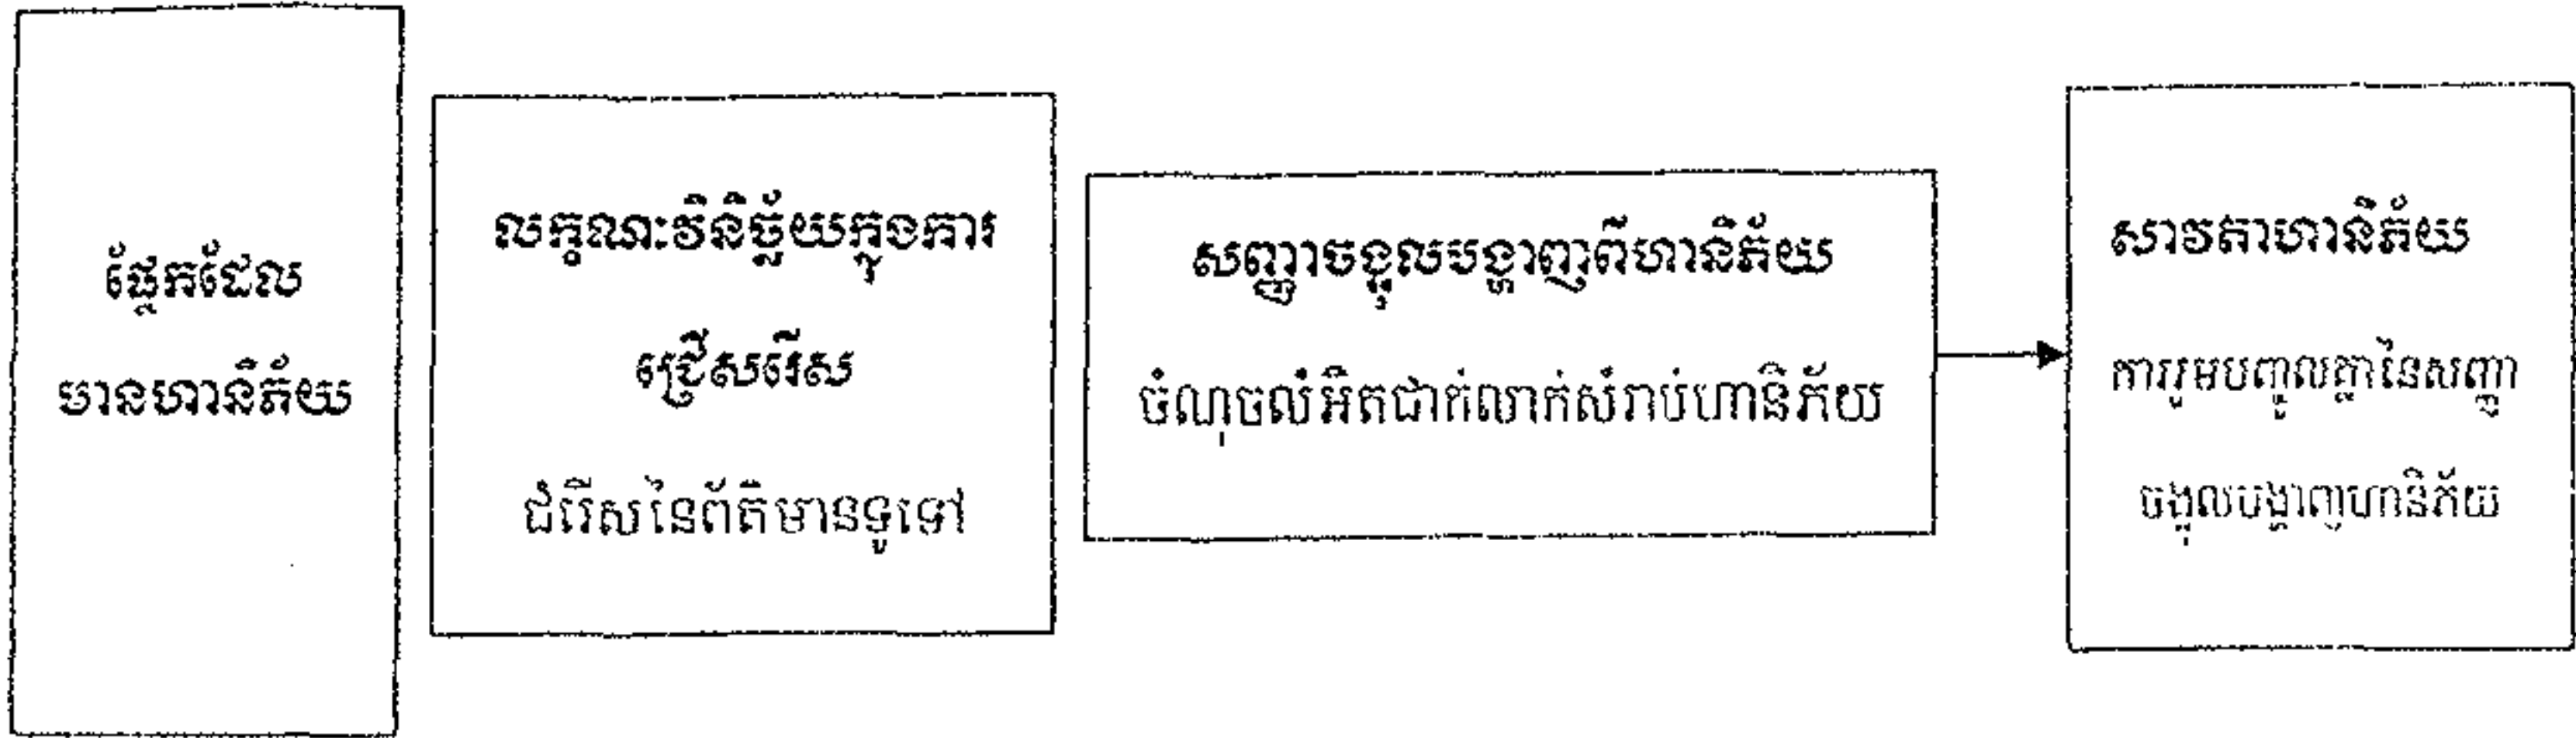 ផ្នែកដែល
មានហានិភ័យ
លក្ខណៈវិនិច្ឆ័យក្នុងការ
ជ្រើសរើស
ជំរើសនៃព័ត៌មានទូទៅ
សញ្ញាចង្អុលបង្ហាញពីហានិភ័យ
ចំណុចលំអិតជាក់លាក់សំរាប់ហានិភ័យ
សាវតាហានិភ័យ
ការរួមបញ្ចូលគ្នានៃសញ្ញា
ចង្អុលបង្ហាញហានិភ័យ